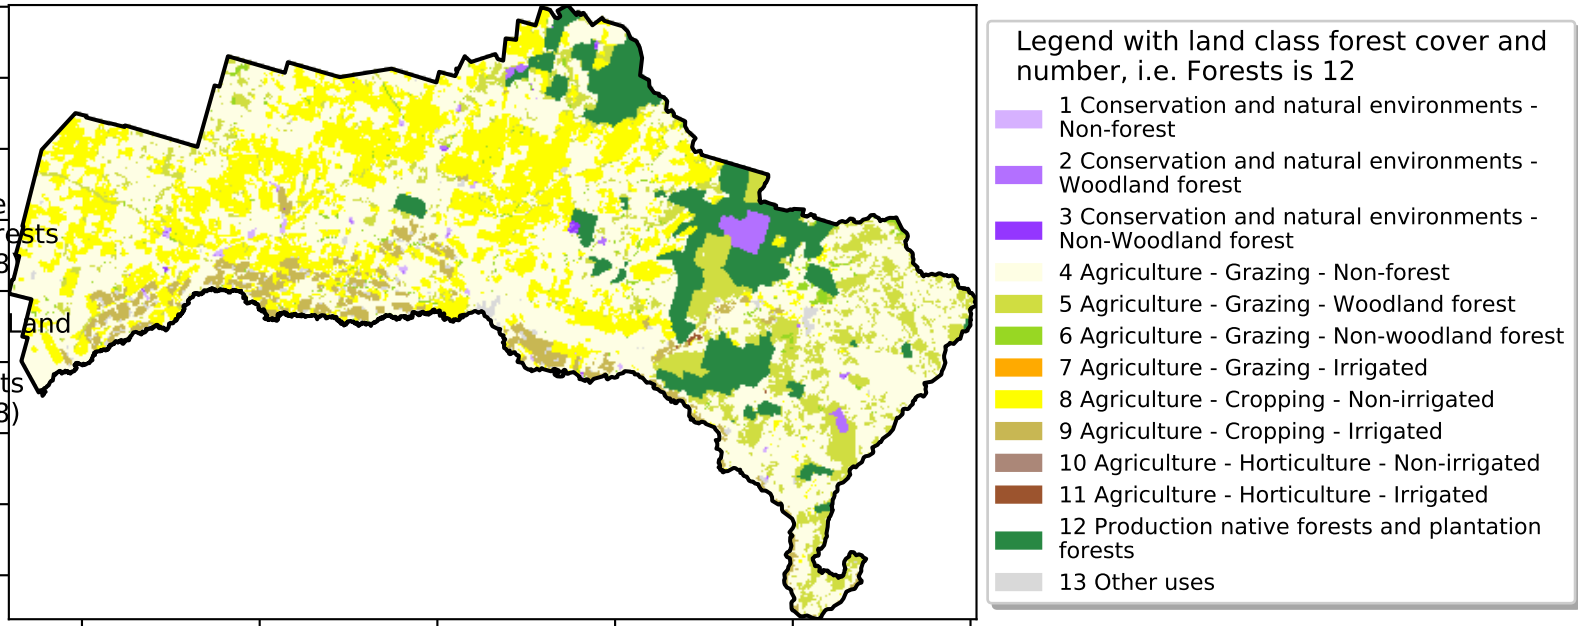 Legend with land class forest cover and
number, i.e. Forests is 12
1 Conservation and natural environments -
Non-forest
2 Conservation and natural environments -
Woodland forest
3 Conservation and natural environments -
Non-Woodland forest
4 Agriculture - Grazing - Non-forest
5 Agriculture - Grazing - Woodland forest
6 Agriculture - Grazing - Non-woodland forest
7 Agriculture - Grazing - Irrigated
8 Agriculture - Cropping - Non-irrigated
9 Agriculture - Cropping - Irrigated
10 Agriculture - Horticulture - Non-irrigated
11 Agriculture - Horticulture - Irrigated
12 Production native forests and plantation
forests
13 Other uses
rests
Land
ts
3)